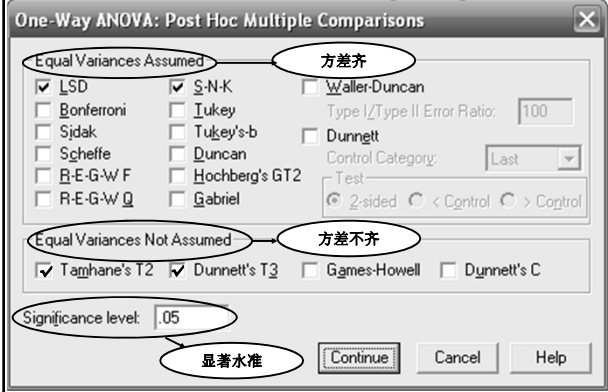 One-Way ANOVA: Post Hoc Multiple Comparisons
Equal Variances Assumed 方差齐
LSD S-N-K Waller-Duncan
Bonferroni Tukey Type I/Type II Error Ratio: 100
Sidak Tukey's-b Dunnett
Scheffe Duncan Control Category: Last
R-E-G-W F Hochberg's GT2 Test
R-E-G-W Q Gabriel 2-sided < Control > Control
Equal Variances Not Assumed 方差不齐
Tamhane's T2 Dunnett's T3 Games-Howell Dunnett's C
Significance level: .05
显著水准 Continue Cancel Help